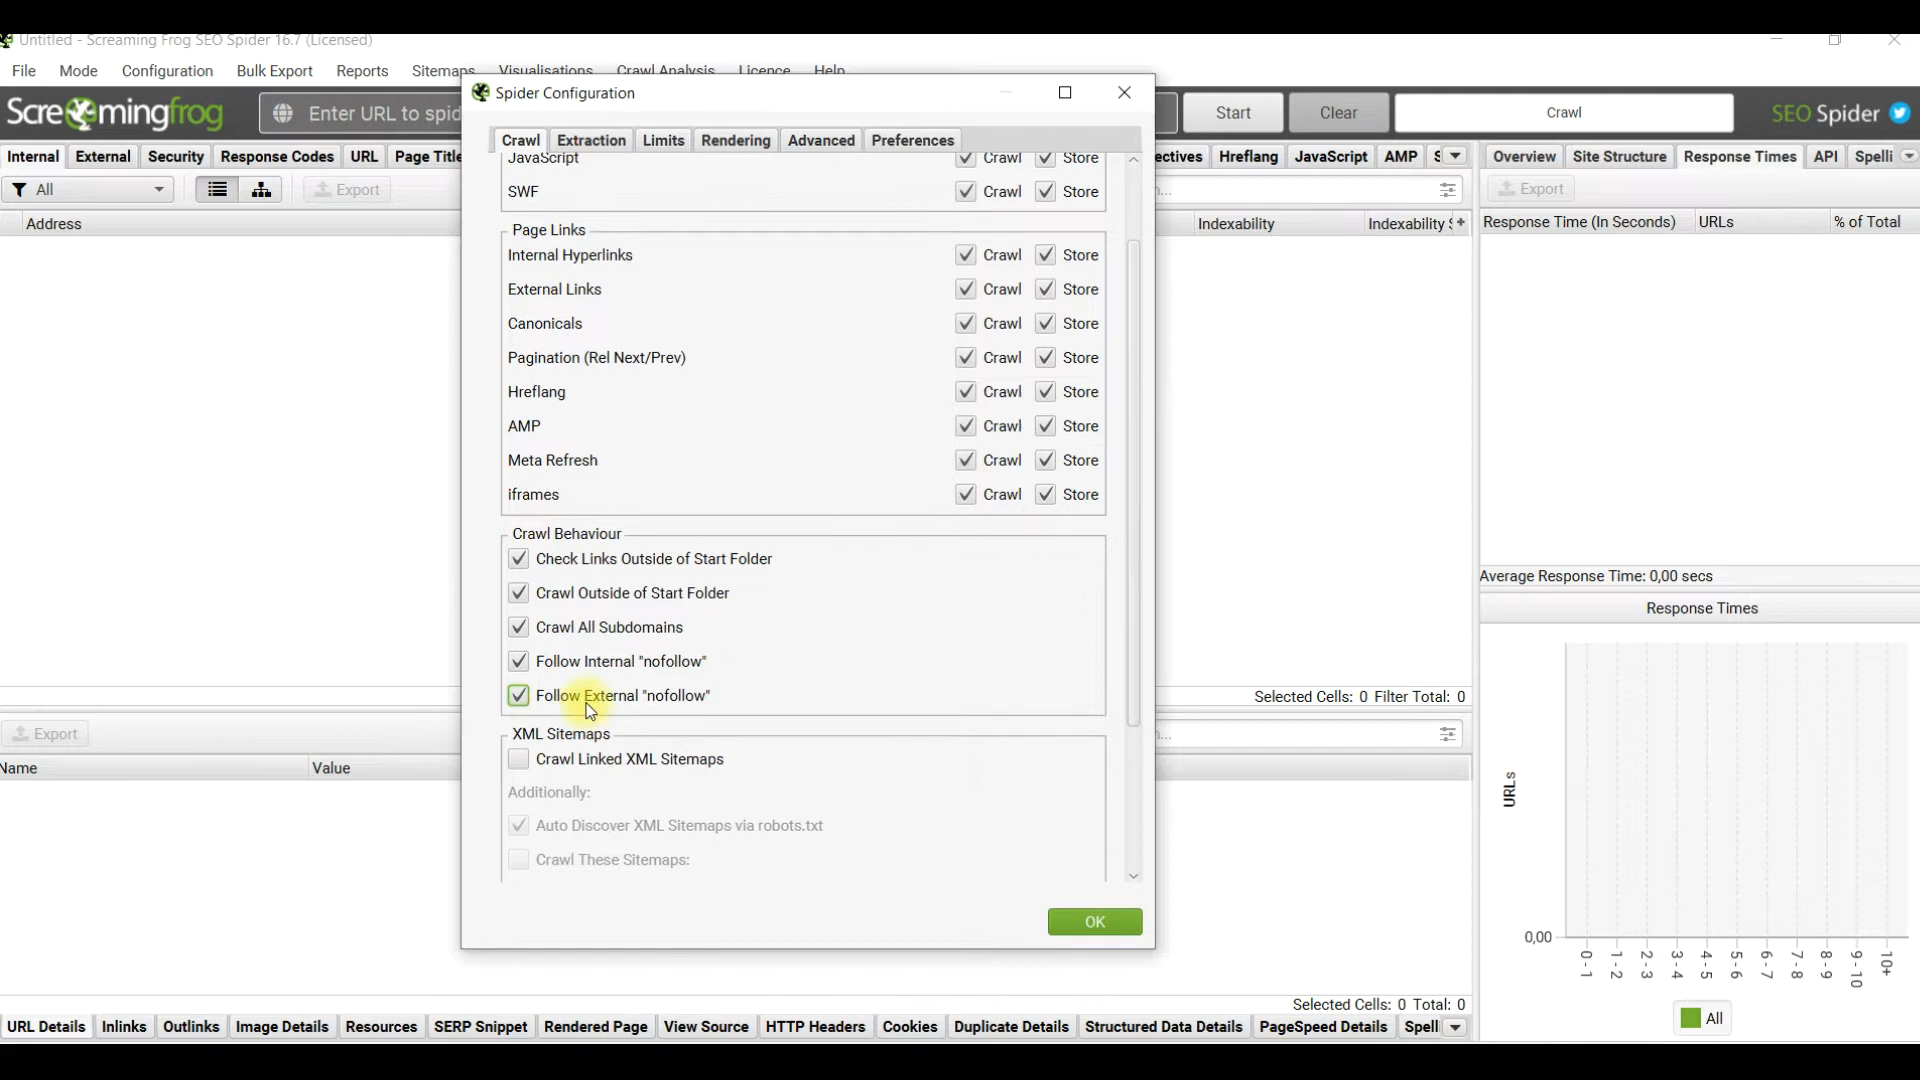 Untitled - Screaming Frog SEO Spider 16.7 (Licensed)
File Mode Configuration Bulk Export Reports Sitemaps Visualisations Crawl Analysis Licence Help
Spider Configuration
Screamingfrog Enter URL to spid Start Clear Crawl SEO Spider
Crawl Extraction Limits Rendering Advanced Preferences
Internal External Security Response Codes URL Page Title ectives Hreflang JavaScript AMP S Overview Site Structure Response Times API Spelli
JavaScript Crawl Store
All Export SWF Crawl Store ... Export
Address Indexability Indexability S + Response Time (In Seconds) URLs % of Total
Page Links
Internal Hyperlinks Crawl Store
External Links Crawl Store
Canonicals Crawl Store
Pagination (Rel Next/Prev) Crawl Store
Hreflang Crawl Store
AMP Crawl Store
Meta Refresh Crawl Store
iframes Crawl Store
Crawl Behaviour
Check Links Outside of Start Folder
Average Response Time: 0,00 secs
Crawl Outside of Start Folder
Response Times
Crawl All Subdomains
Follow Internal "nofollow"
Follow External "nofollow"
Selected Cells: 0 Filter Total: 0
Export XML Sitemaps ...
Crawl Linked XML Sitemaps
Name Value
Additionally:
URLs
Auto Discover XML Sitemaps via robots.txt
Crawl These Sitemaps:
OK
0,00
0 - 1 1 - 2 2 - 3 3 - 4 4 - 5 5 - 6 6 - 7 7 - 8 8 - 9 9 - 10 10+
Selected Cells: 0 Total: 0
All
URL Details Inlinks Outlinks Image Details Resources SERP Snippet Rendered Page View Source HTTP Headers Cookies Duplicate Details Structured Data Details PageSpeed Details Spelli